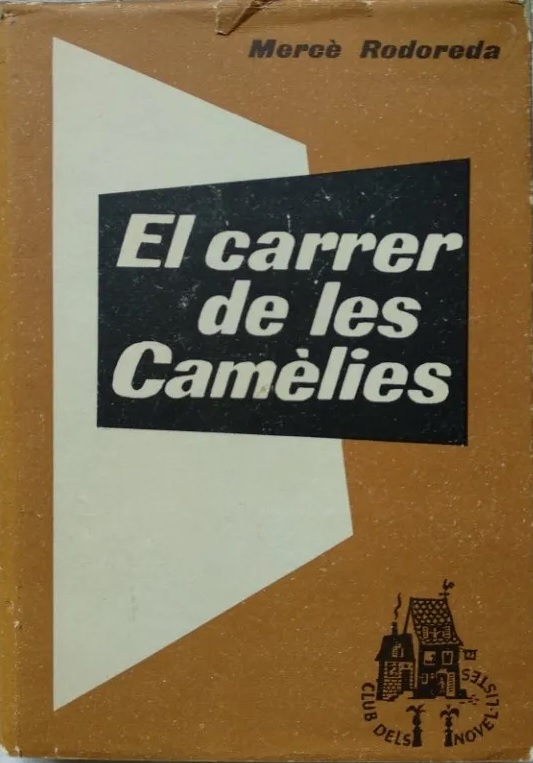 Mercè Rodoreda
El carrer
de les
Camèlies
CLUB DELS NOVEL·LISTES